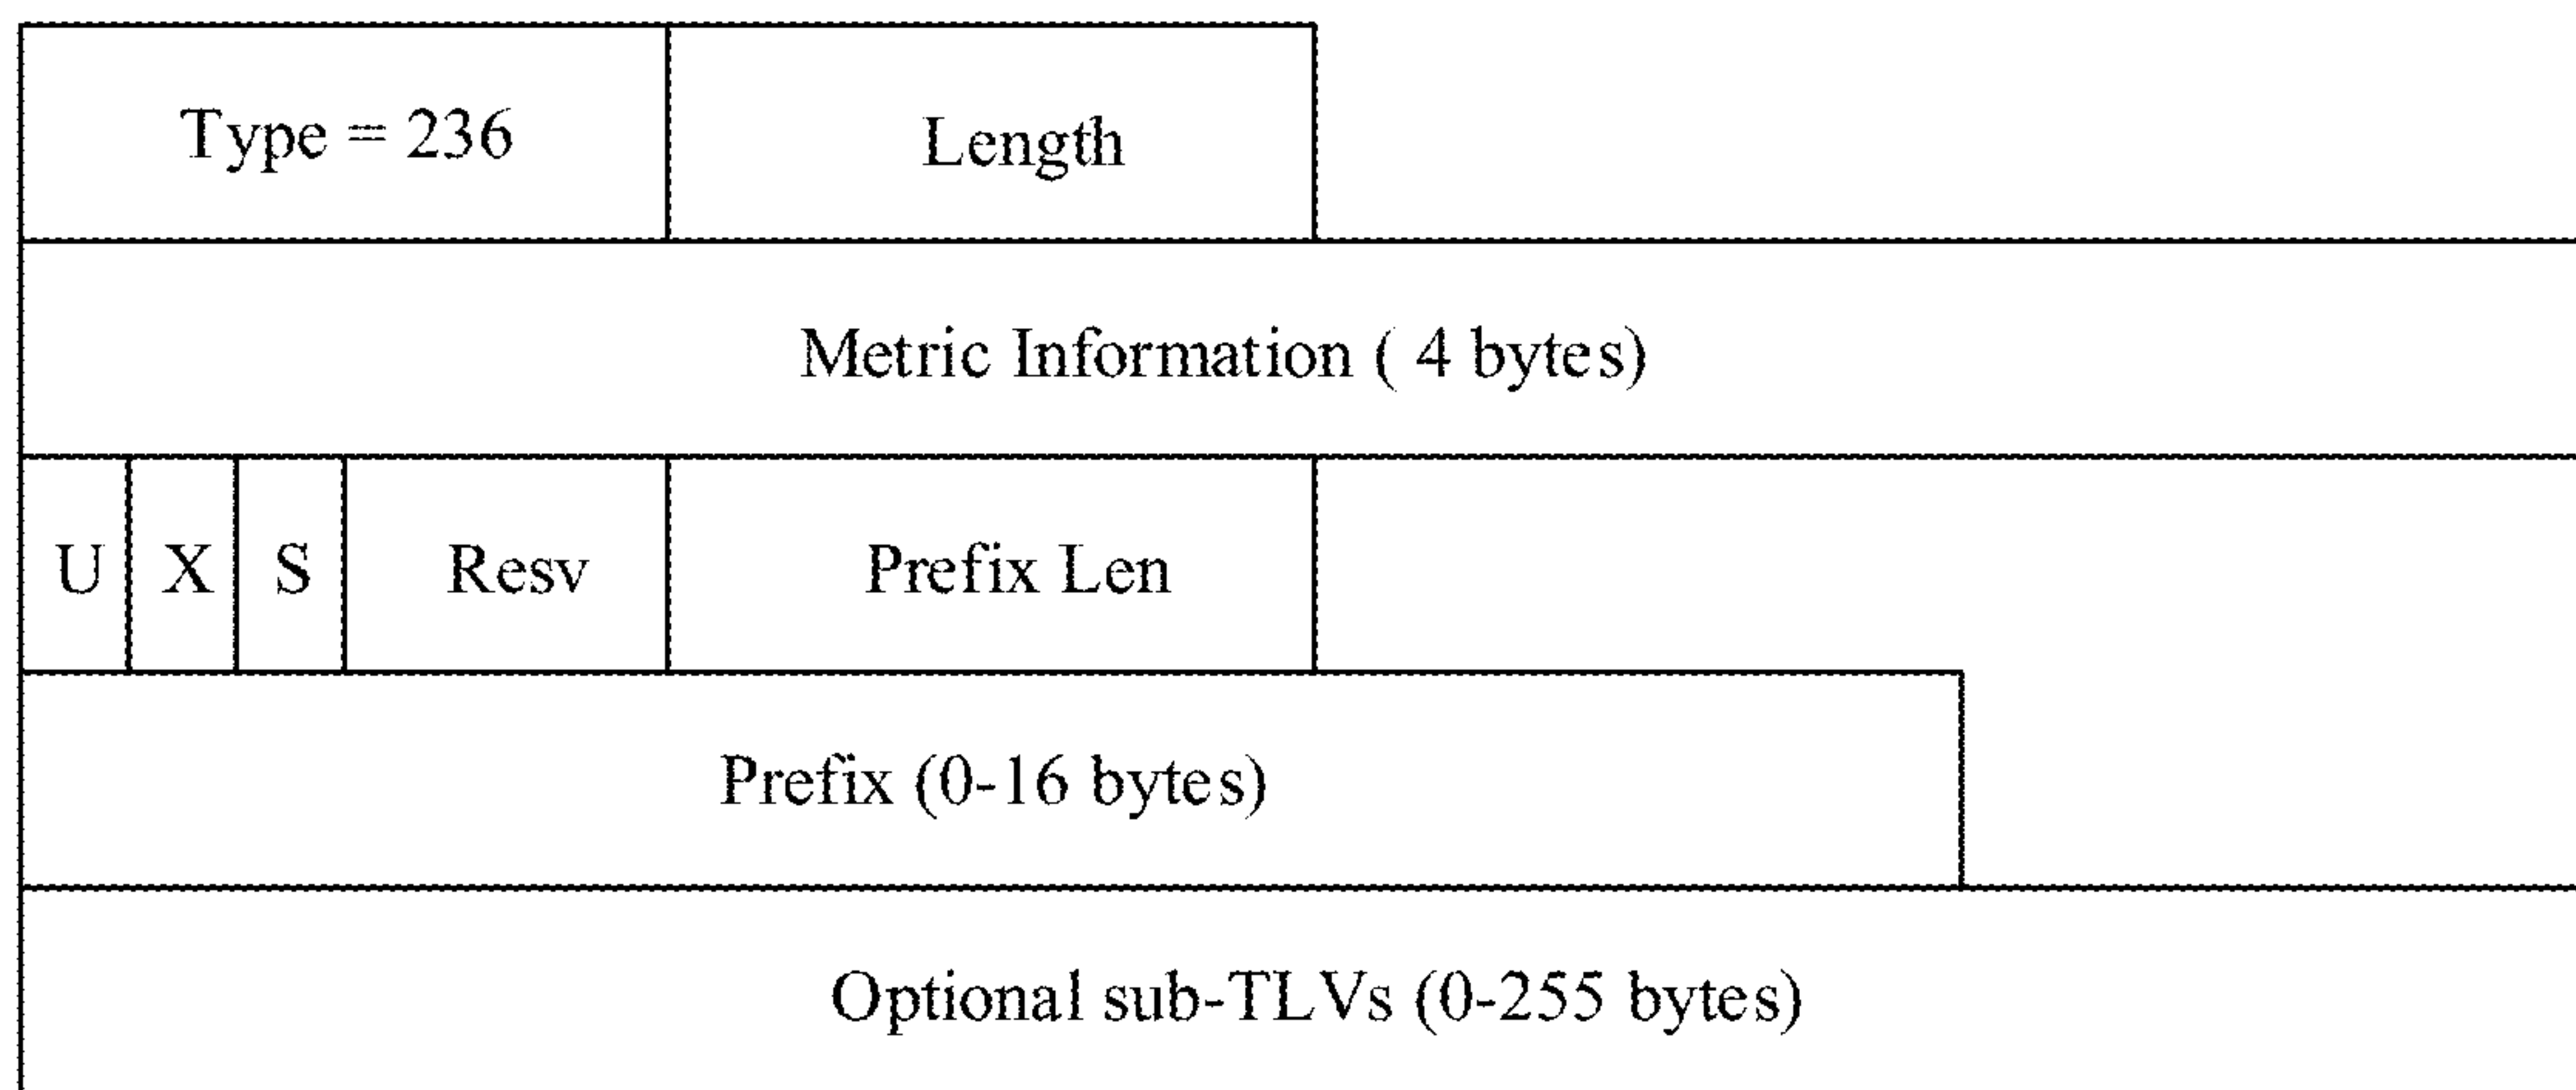 Type = 236 Length
Metric Information ( 4 bytes)
U X S Resv Prefix Len
Prefix (0-16 bytes)
Optional sub-TLVs (0-255 bytes)